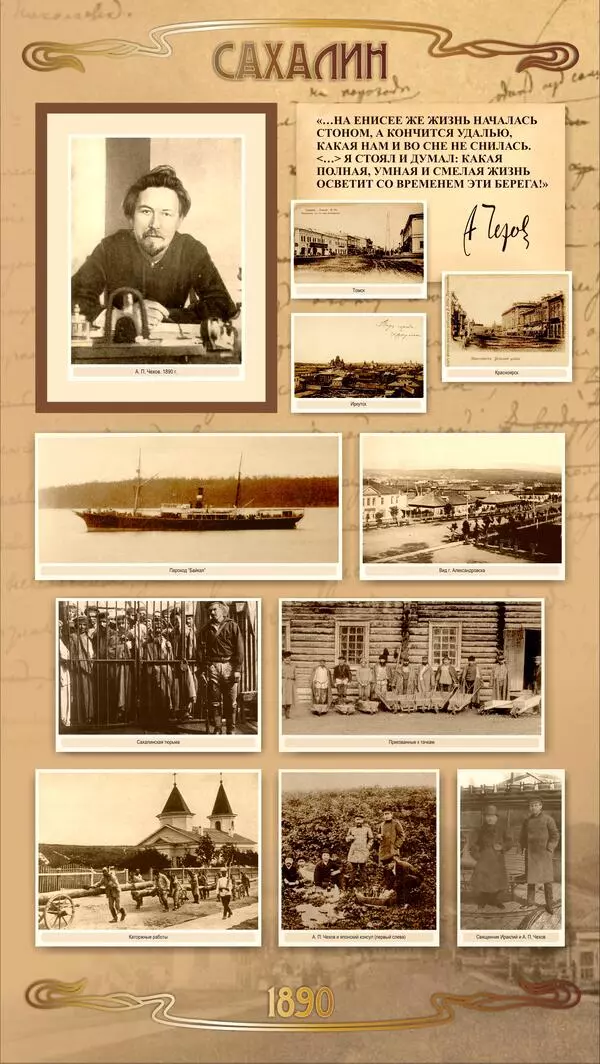 САХАЛИН
«...НА ЕНИСЕЕ ЖЕ ЖИЗНЬ НАЧАЛАСЬ
СТОНОМ, А КОНЧИТСЯ УДАЛЬЮ,
КАКАЯ НАМ И ВО СНЕ НЕ СНИЛАСЬ.
<...> Я СТОЯЛ И ДУМАЛ: КАКАЯ
ПОЛНАЯ, УМНАЯ И СМЕЛАЯ ЖИЗНЬ
ОСВЕТИТ СО ВРЕМЕНЕМ ЭТИ БЕРЕГА!»
А Чехов
А. П. Чехов. 1890 г.
Томск
Иркутск
Красноярск
Пароход "Байкал"
Вид г. Александровска
Сахалинская тюрьма
Прикованные к тачкам
Каторжные работы
А. П. Чехов и японский консул (первый слева)
Священник Ираклий и А. П. Чехов
1890